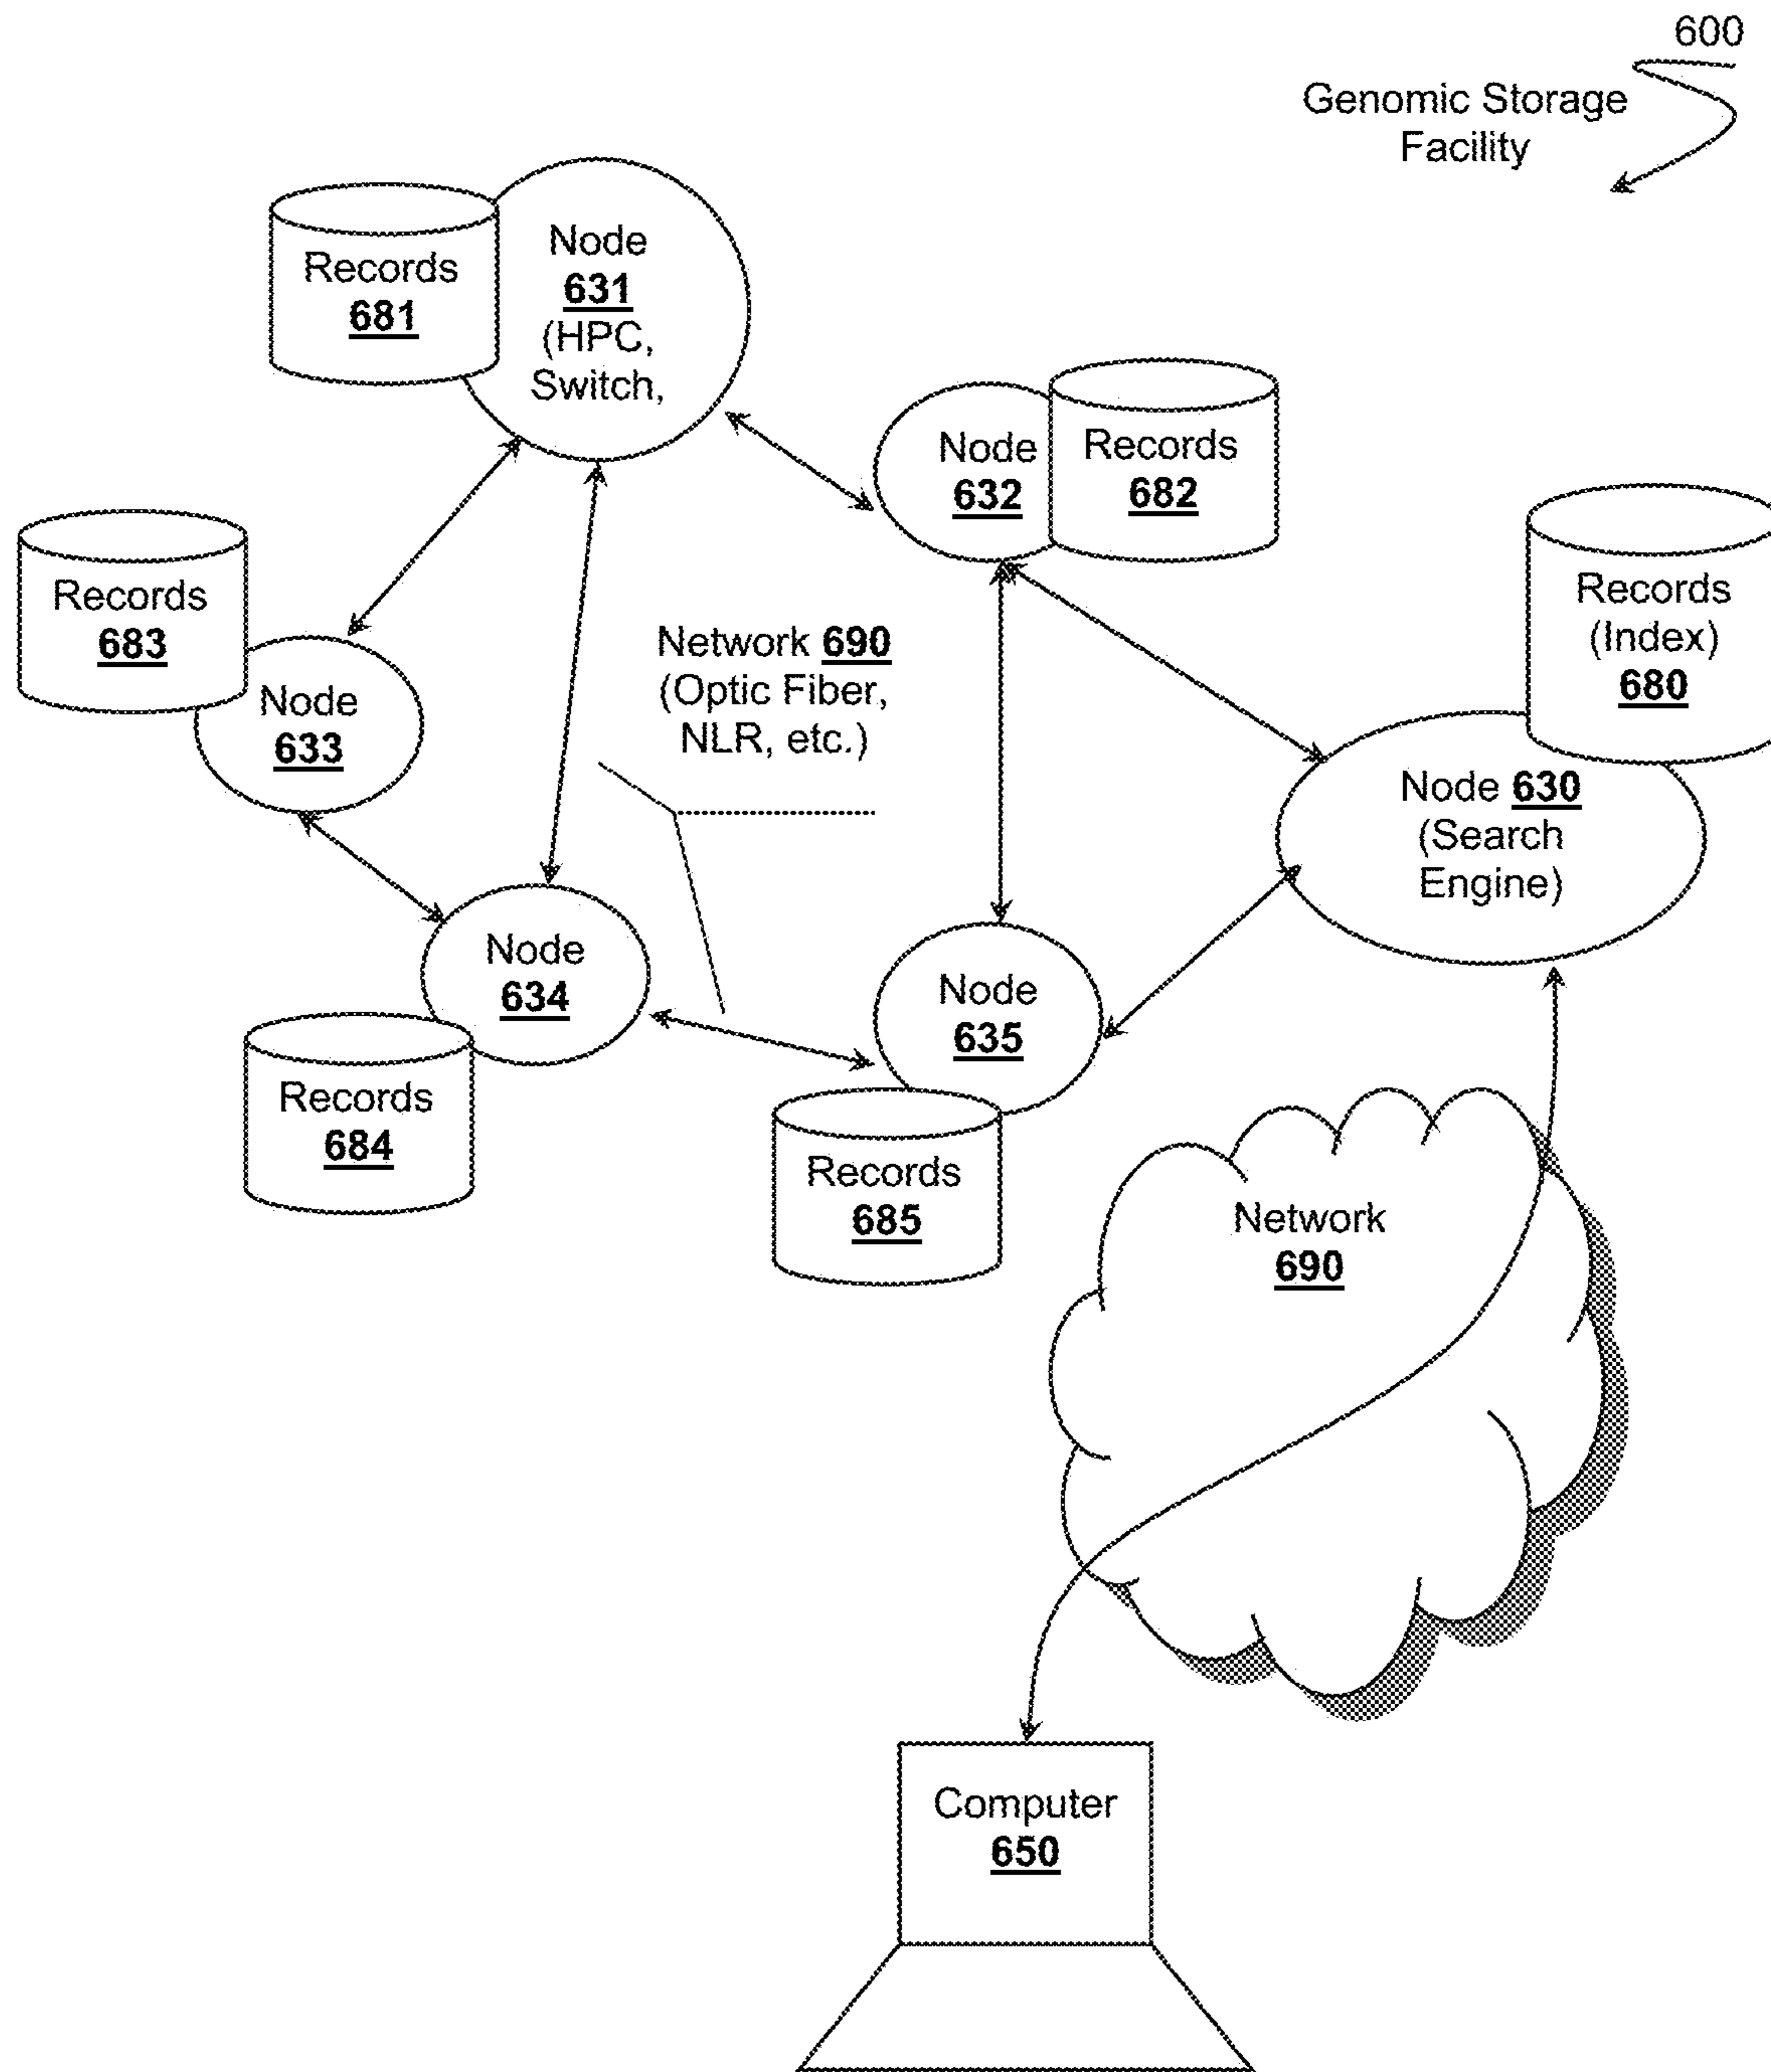 600
Genomic Storage
Facility
Node
631
(HPC,
Switch,
Records
681
Node
632
Records
682
Records
683
Node
633
Network 690
(Optic Fiber,
NLR, etc.)
Records
(Index)
680
Node 630
(Search
Engine)
Node
634
Records
684
Node
635
Records
685
Network
690
Computer
650